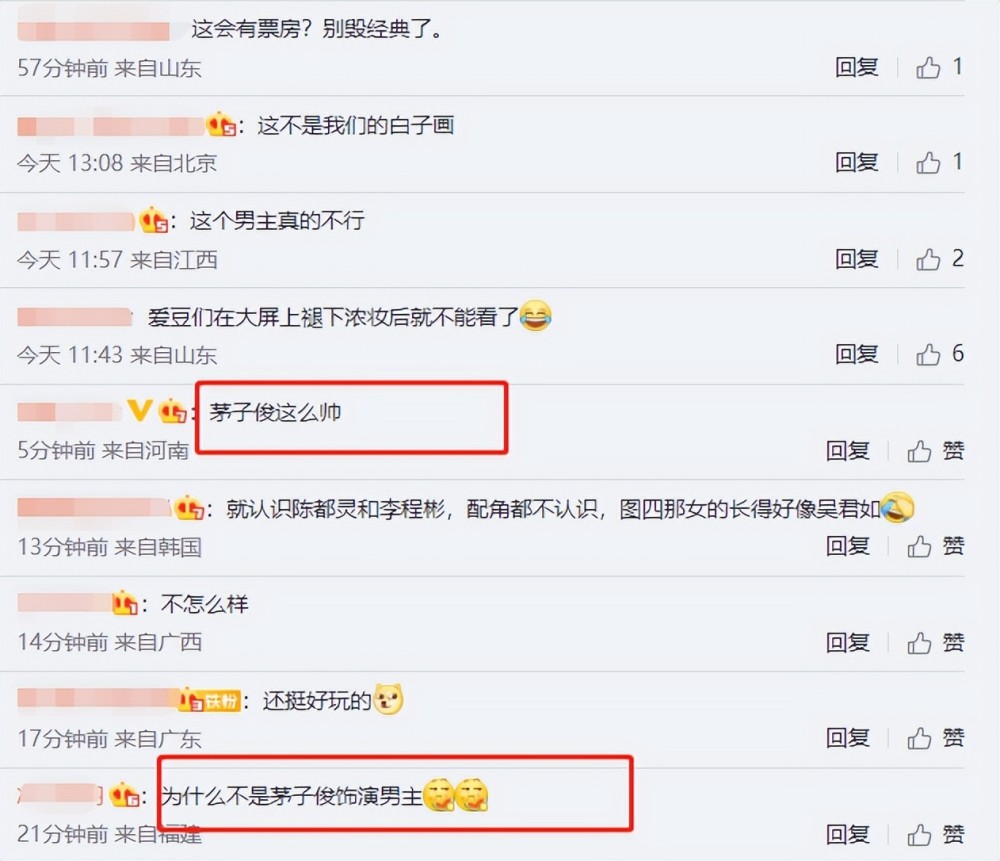 这会有票房？别毁经典了。
57分钟前 来自山东 回复 1
：这不是我们的白子画
今天 13:08 来自北京 回复 1
：这个男主真的不行
今天 11:57 来自江西 回复 2
爱豆们在大屏上褪下浓妆后就不能看了
今天 11:43 来自山东 回复 6
：茅子俊这么帅
5分钟前 来自河南 回复 赞
：就认识陈都灵和李程彬，配角都不认识，图四那女的长得好像吴君如
13分钟前 来自韩国 回复 赞
：不怎么样
14分钟前 来自广西 回复 赞
铁粉：还挺好玩的
17分钟前 来自广东 回复 赞
：为什么不是茅子俊饰演男主
21分钟前 来自福建 回复 赞